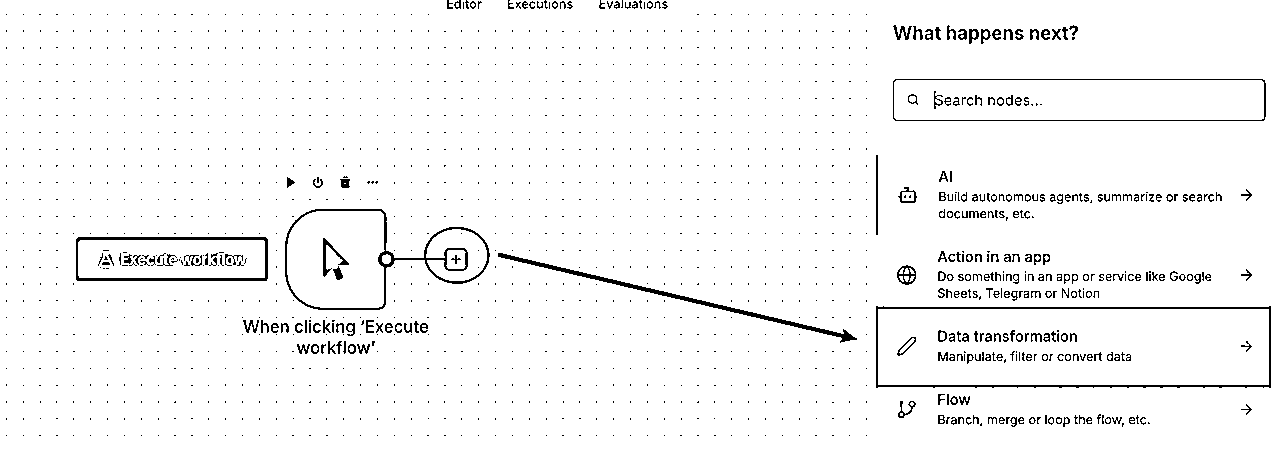 Editor Executions Evaluations
What happens next?
Search nodes...
AI
Build autonomous agents, summarize or search
documents, etc.
Action in an app
Do something in an app or service like Google
Sheets, Telegram or Notion
Data transformation
Manipulate, filter or convert data
Flow
Branch, merge or loop the flow, etc.
Execute workflow
When clicking ‘Execute
workflow’